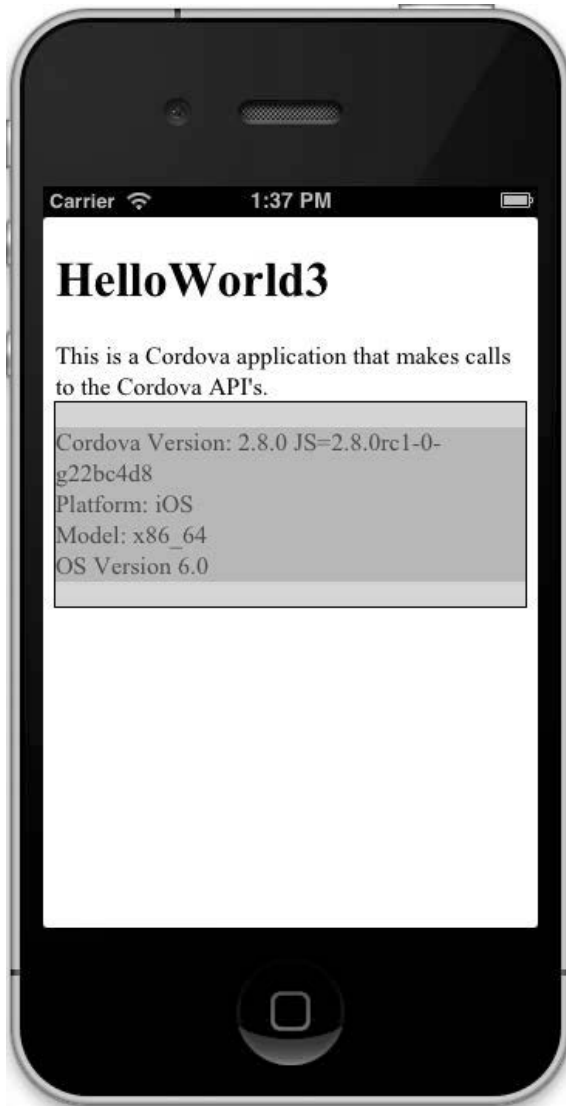 Carrier 1:37 PM
HelloWorld3
This is a Cordova application that makes calls
to the Cordova API's.
Cordova Version: 2.8.0 JS=2.8.0rc1-0-
g22bc4d8
Platform: iOS
Model: x86_64
OS Version 6.0